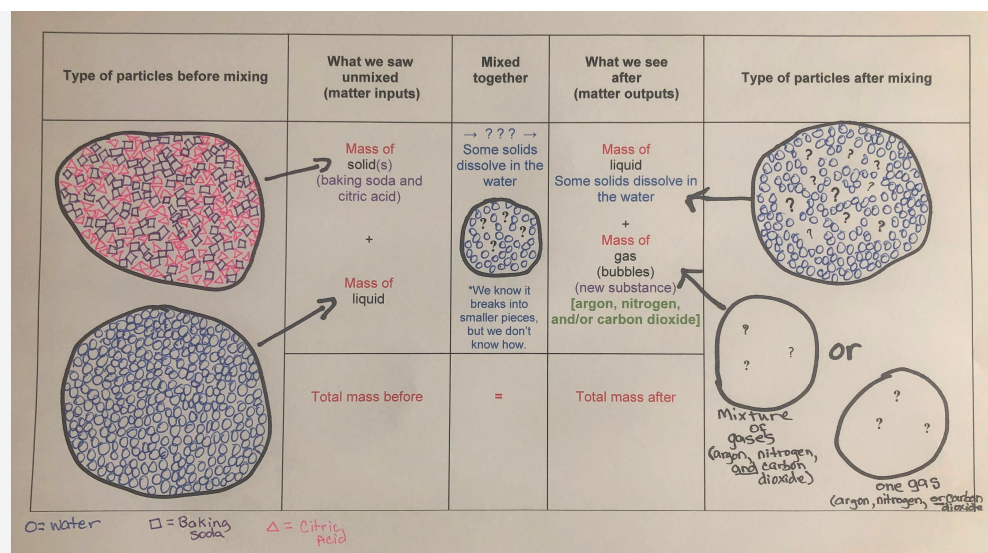 Type of particles before mixing
What we saw
unmixed
(matter inputs)
Mixed
together
What we see
after
(matter outputs)
Type of particles after mixing
Mass of
solid(s)
(baking soda and
citric acid)
+
Mass of
liquid
→ ? ? ? →
Some solids
dissolve in the
water
? ?
? ?
*We know it
breaks into
smaller pieces,
but we don't
know how.
Mass of
liquid
Some solids dissolve in
the water
+
Mass of
gas
(bubbles)
(new substance)
[argon, nitrogen,
and/or carbon dioxide]
? ? ?
? ?
? ?
? ?
?
?
?
?
or
?
? ?
Mixture
of
gases
(argon, nitrogen,
and carbon
dioxide)
one gas
(argon, nitrogen, or carbon
dioxide)
Total mass before
=
Total mass after
O= water
□ = Baking
Soda
△ = Citric
Acid